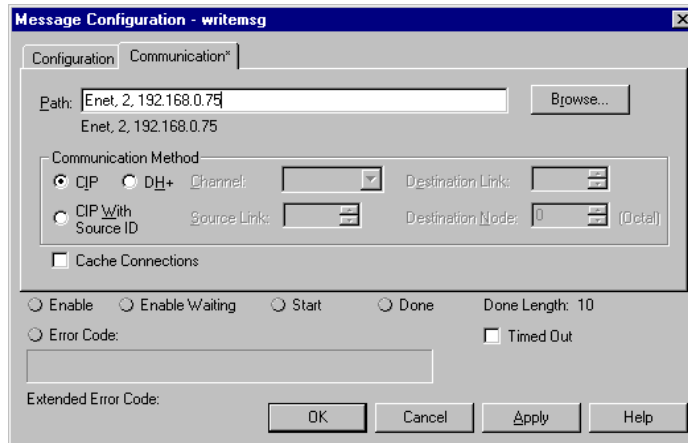 Message Configuration - writemsg
Configuration Communication*
Path: Enet, 2, 192.168.0.75 Browse...
Enet, 2, 192.168.0.75
Communication Method
CIP DH+ Channel: Destination Link:
CIP With
Source ID Source Link: Destination Node: 0 (Octal)
Cache Connections
Enable Enable Waiting Start Done Done Length: 10
Error Code: Timed Out
Extended Error Code:
OK Cancel Apply Help